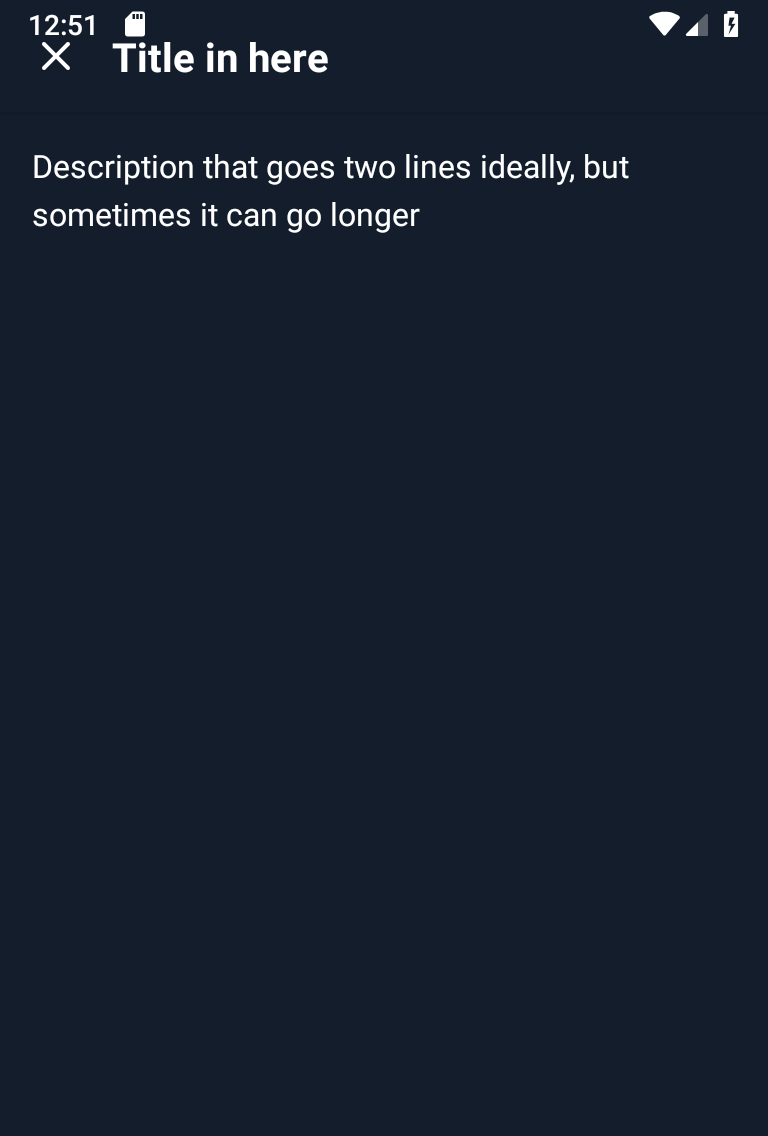 12:51
Title in here
Description that goes two lines ideally, but
sometimes it can go longer